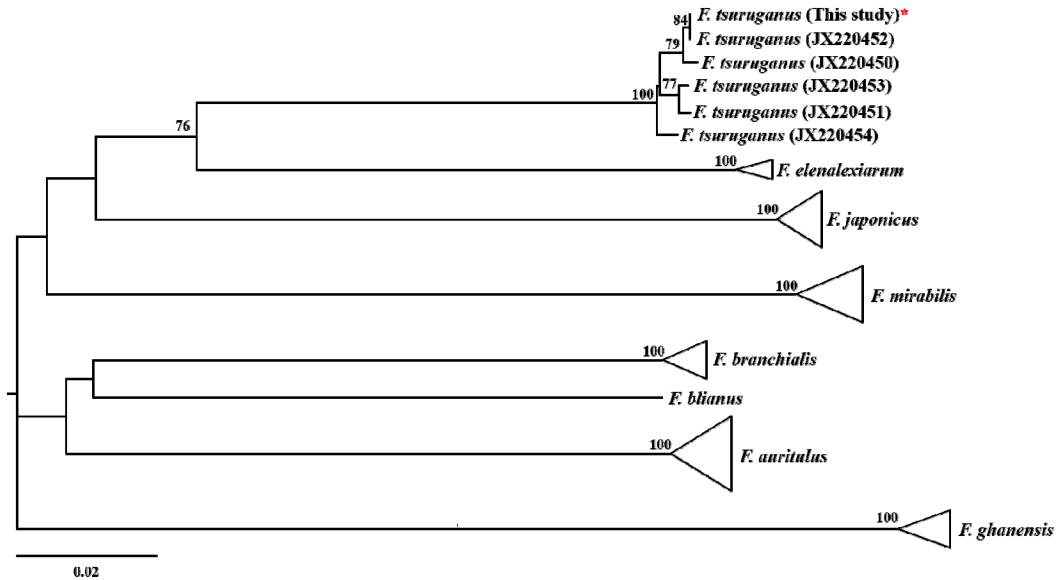 84 F. tsuruganus (This study)*
F. tsuruganus (JX220452)
79
F. tsuruganus (JX220450)
77 F. tsuruganus (JX220453)
100
F. tsuruganus (JX220451)
76
F. tsuruganus (JX220454)
100 F. elenalexiarum
100 F. japonicus
100 F. mirabilis
100 F. branchialis
F. blianus
100 F. auritulus
100 F. ghanensis
0.02